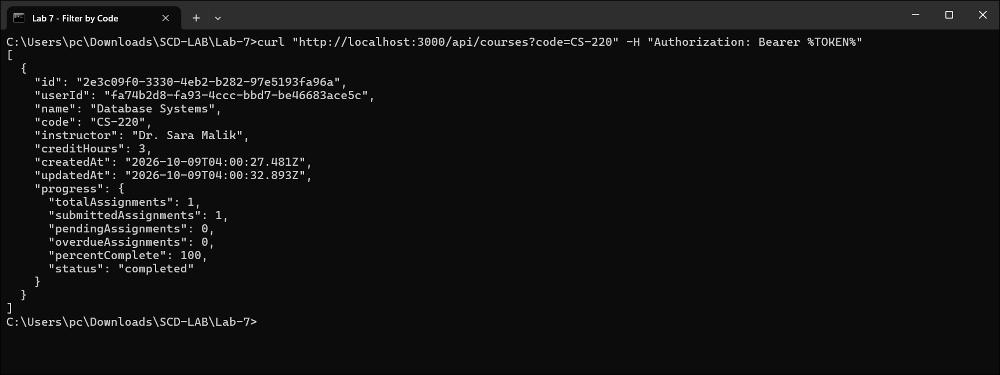 Lab 7 - Filter by Code
C:\Users\pc\Downloads\SCD-LAB\Lab-7>curl "http://localhost:3000/api/courses?code=CS-220" -H "Authorization: Bearer %TOKEN%"
[
  {
    "id": "2e3c09f0-3330-4eb2-b282-97e5193fa96a",
    "userId": "fa74b2d8-fa93-4ccc-bbd7-be46683ace5c",
    "name": "Database Systems",
    "code": "CS-220",
    "instructor": "Dr. Sara Malik",
    "creditHours": 3,
    "createdAt": "2026-10-09T04:00:27.481Z",
    "updatedAt": "2026-10-09T04:00:32.893Z",
    "progress": {
      "totalAssignments": 1,
      "submittedAssignments": 1,
      "pendingAssignments": 0,
      "overdueAssignments": 0,
      "percentComplete": 100,
      "status": "completed"
    }
  }
]
C:\Users\pc\Downloads\SCD-LAB\Lab-7>